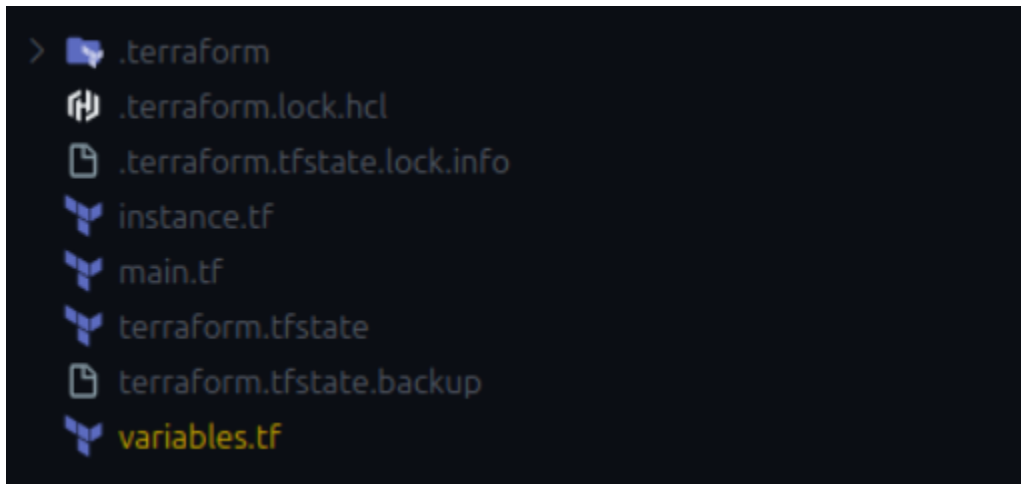 .terraform
.terraform.lock.hcl
.terraform.tfstate.lock.info
instance.tf
main.tf
terraform.tfstate
terraform.tfstate.backup
variables.tf